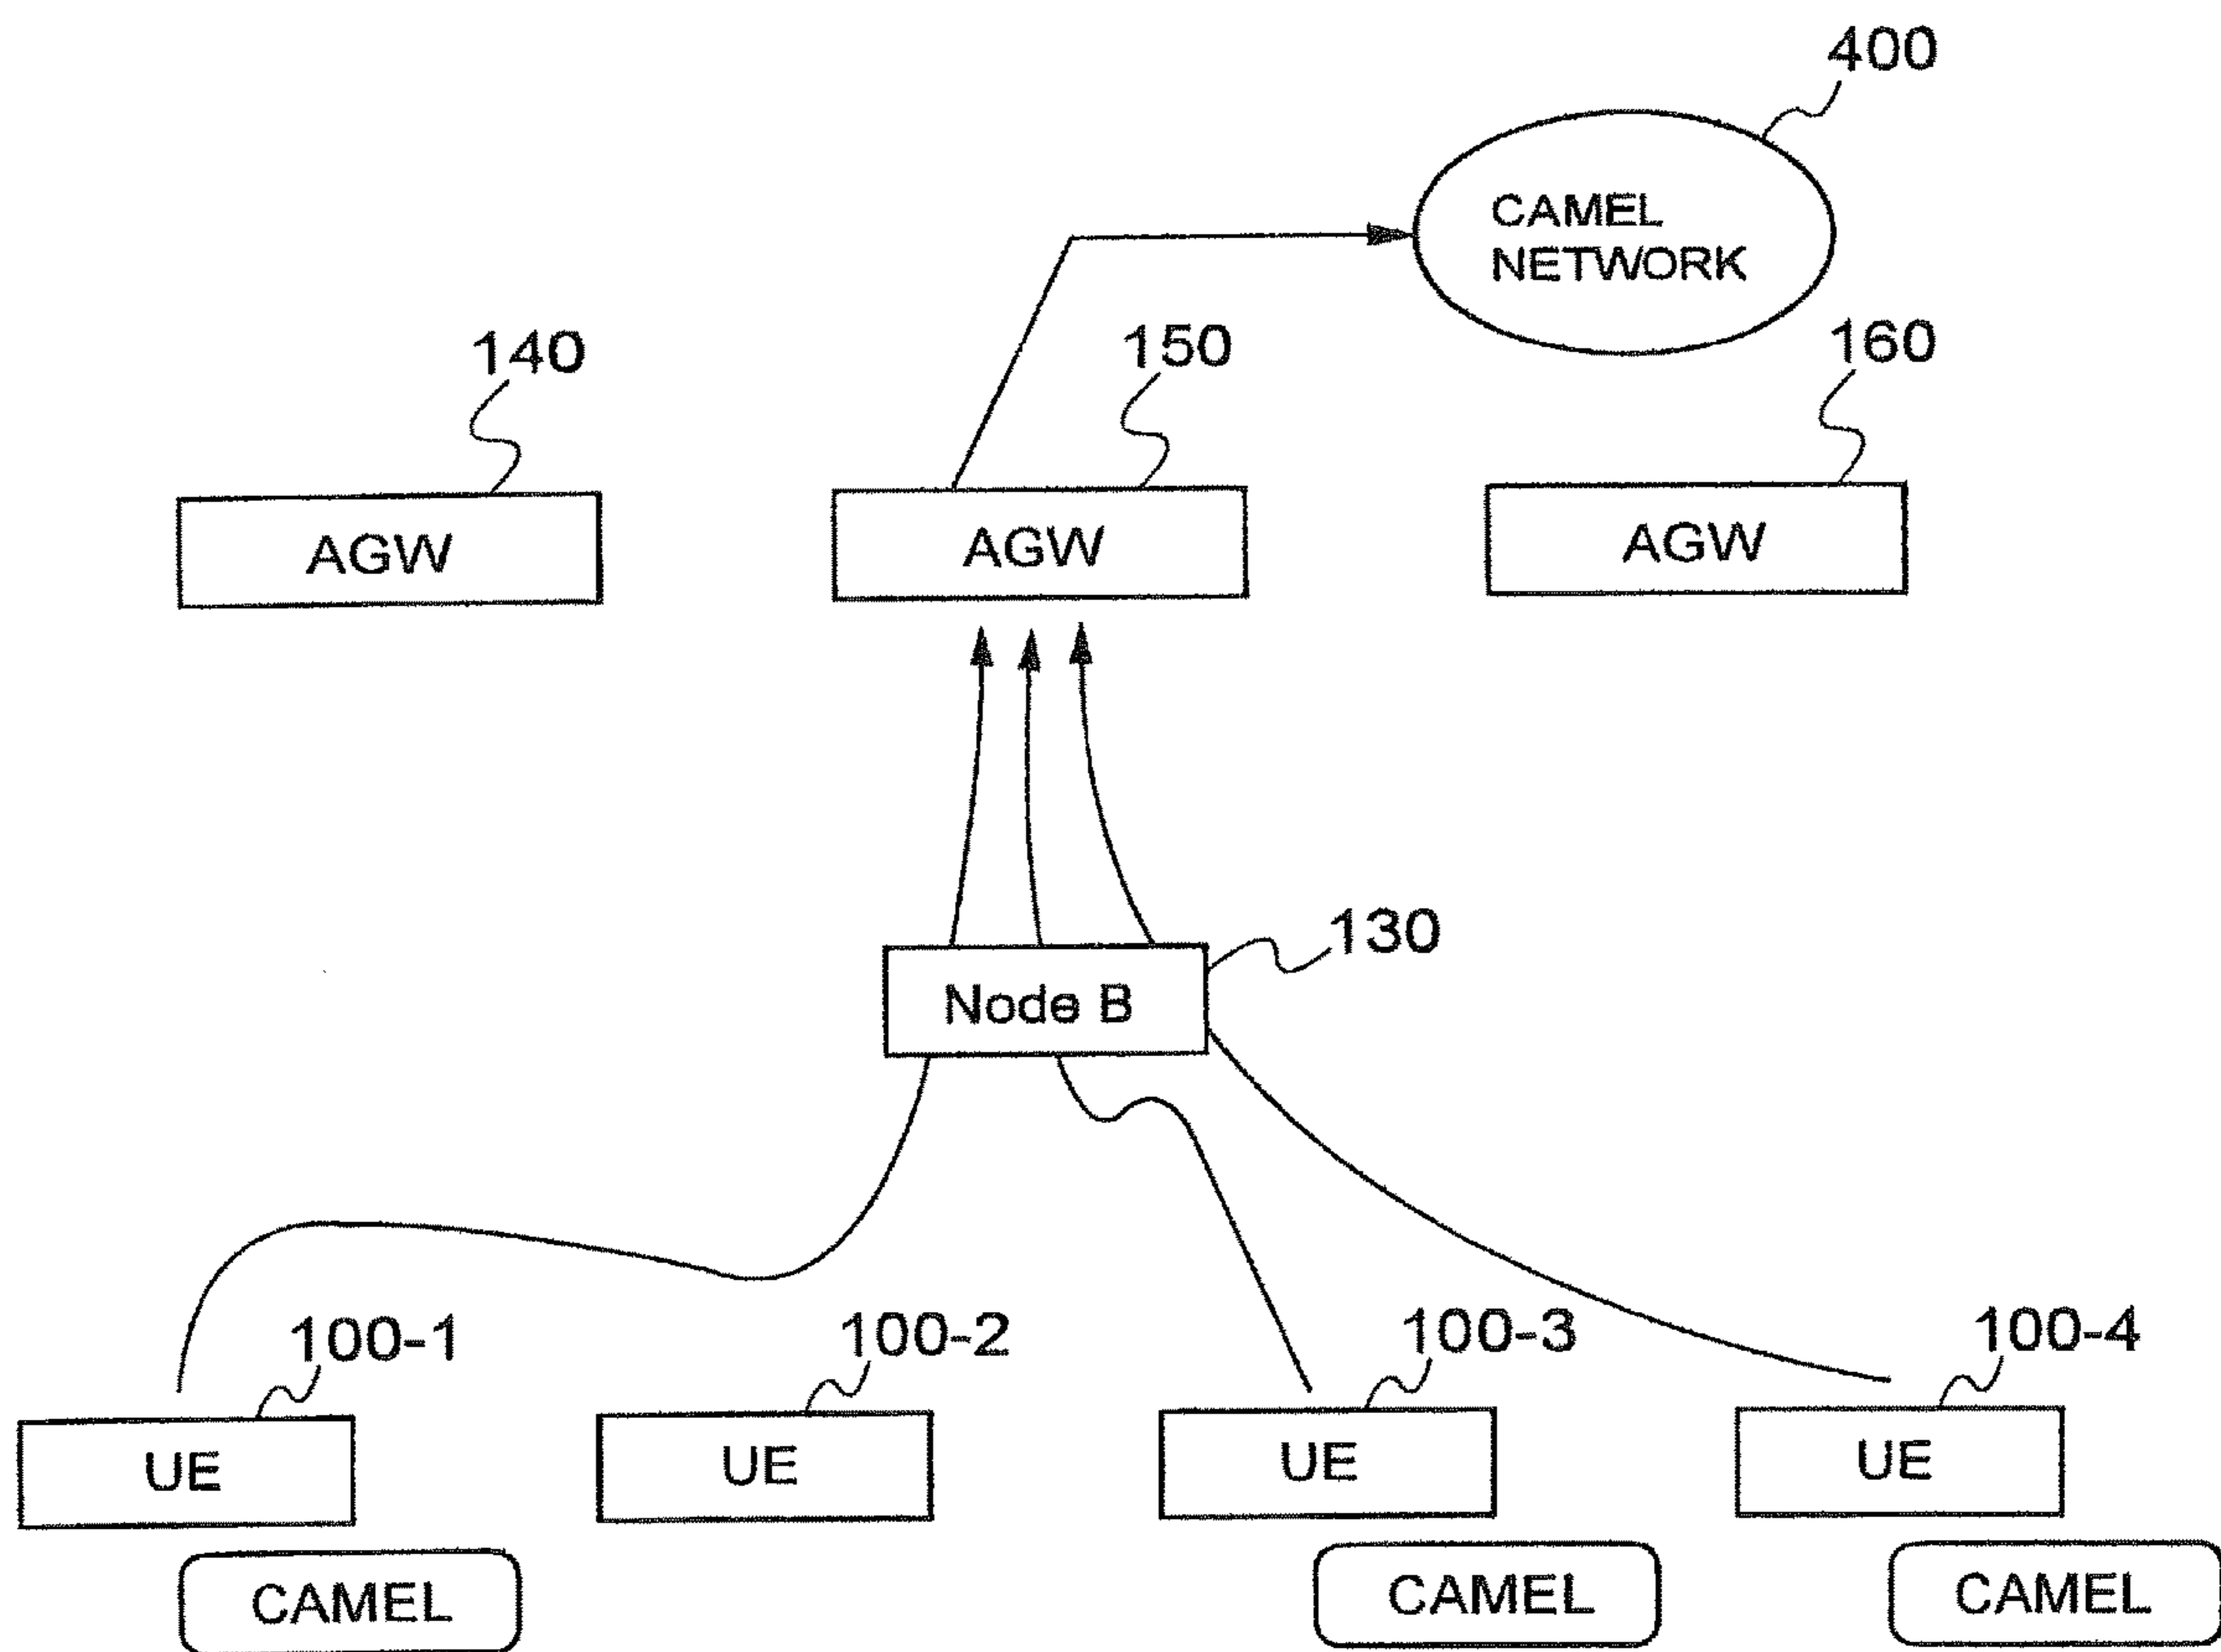 400
CAMEL
NETWORK
140
150
160
AGW
AGW
AGW
130
Node B
100-1
100-2
100-3
100-4
UE
UE
UE
UE
CAMEL
CAMEL
CAMEL